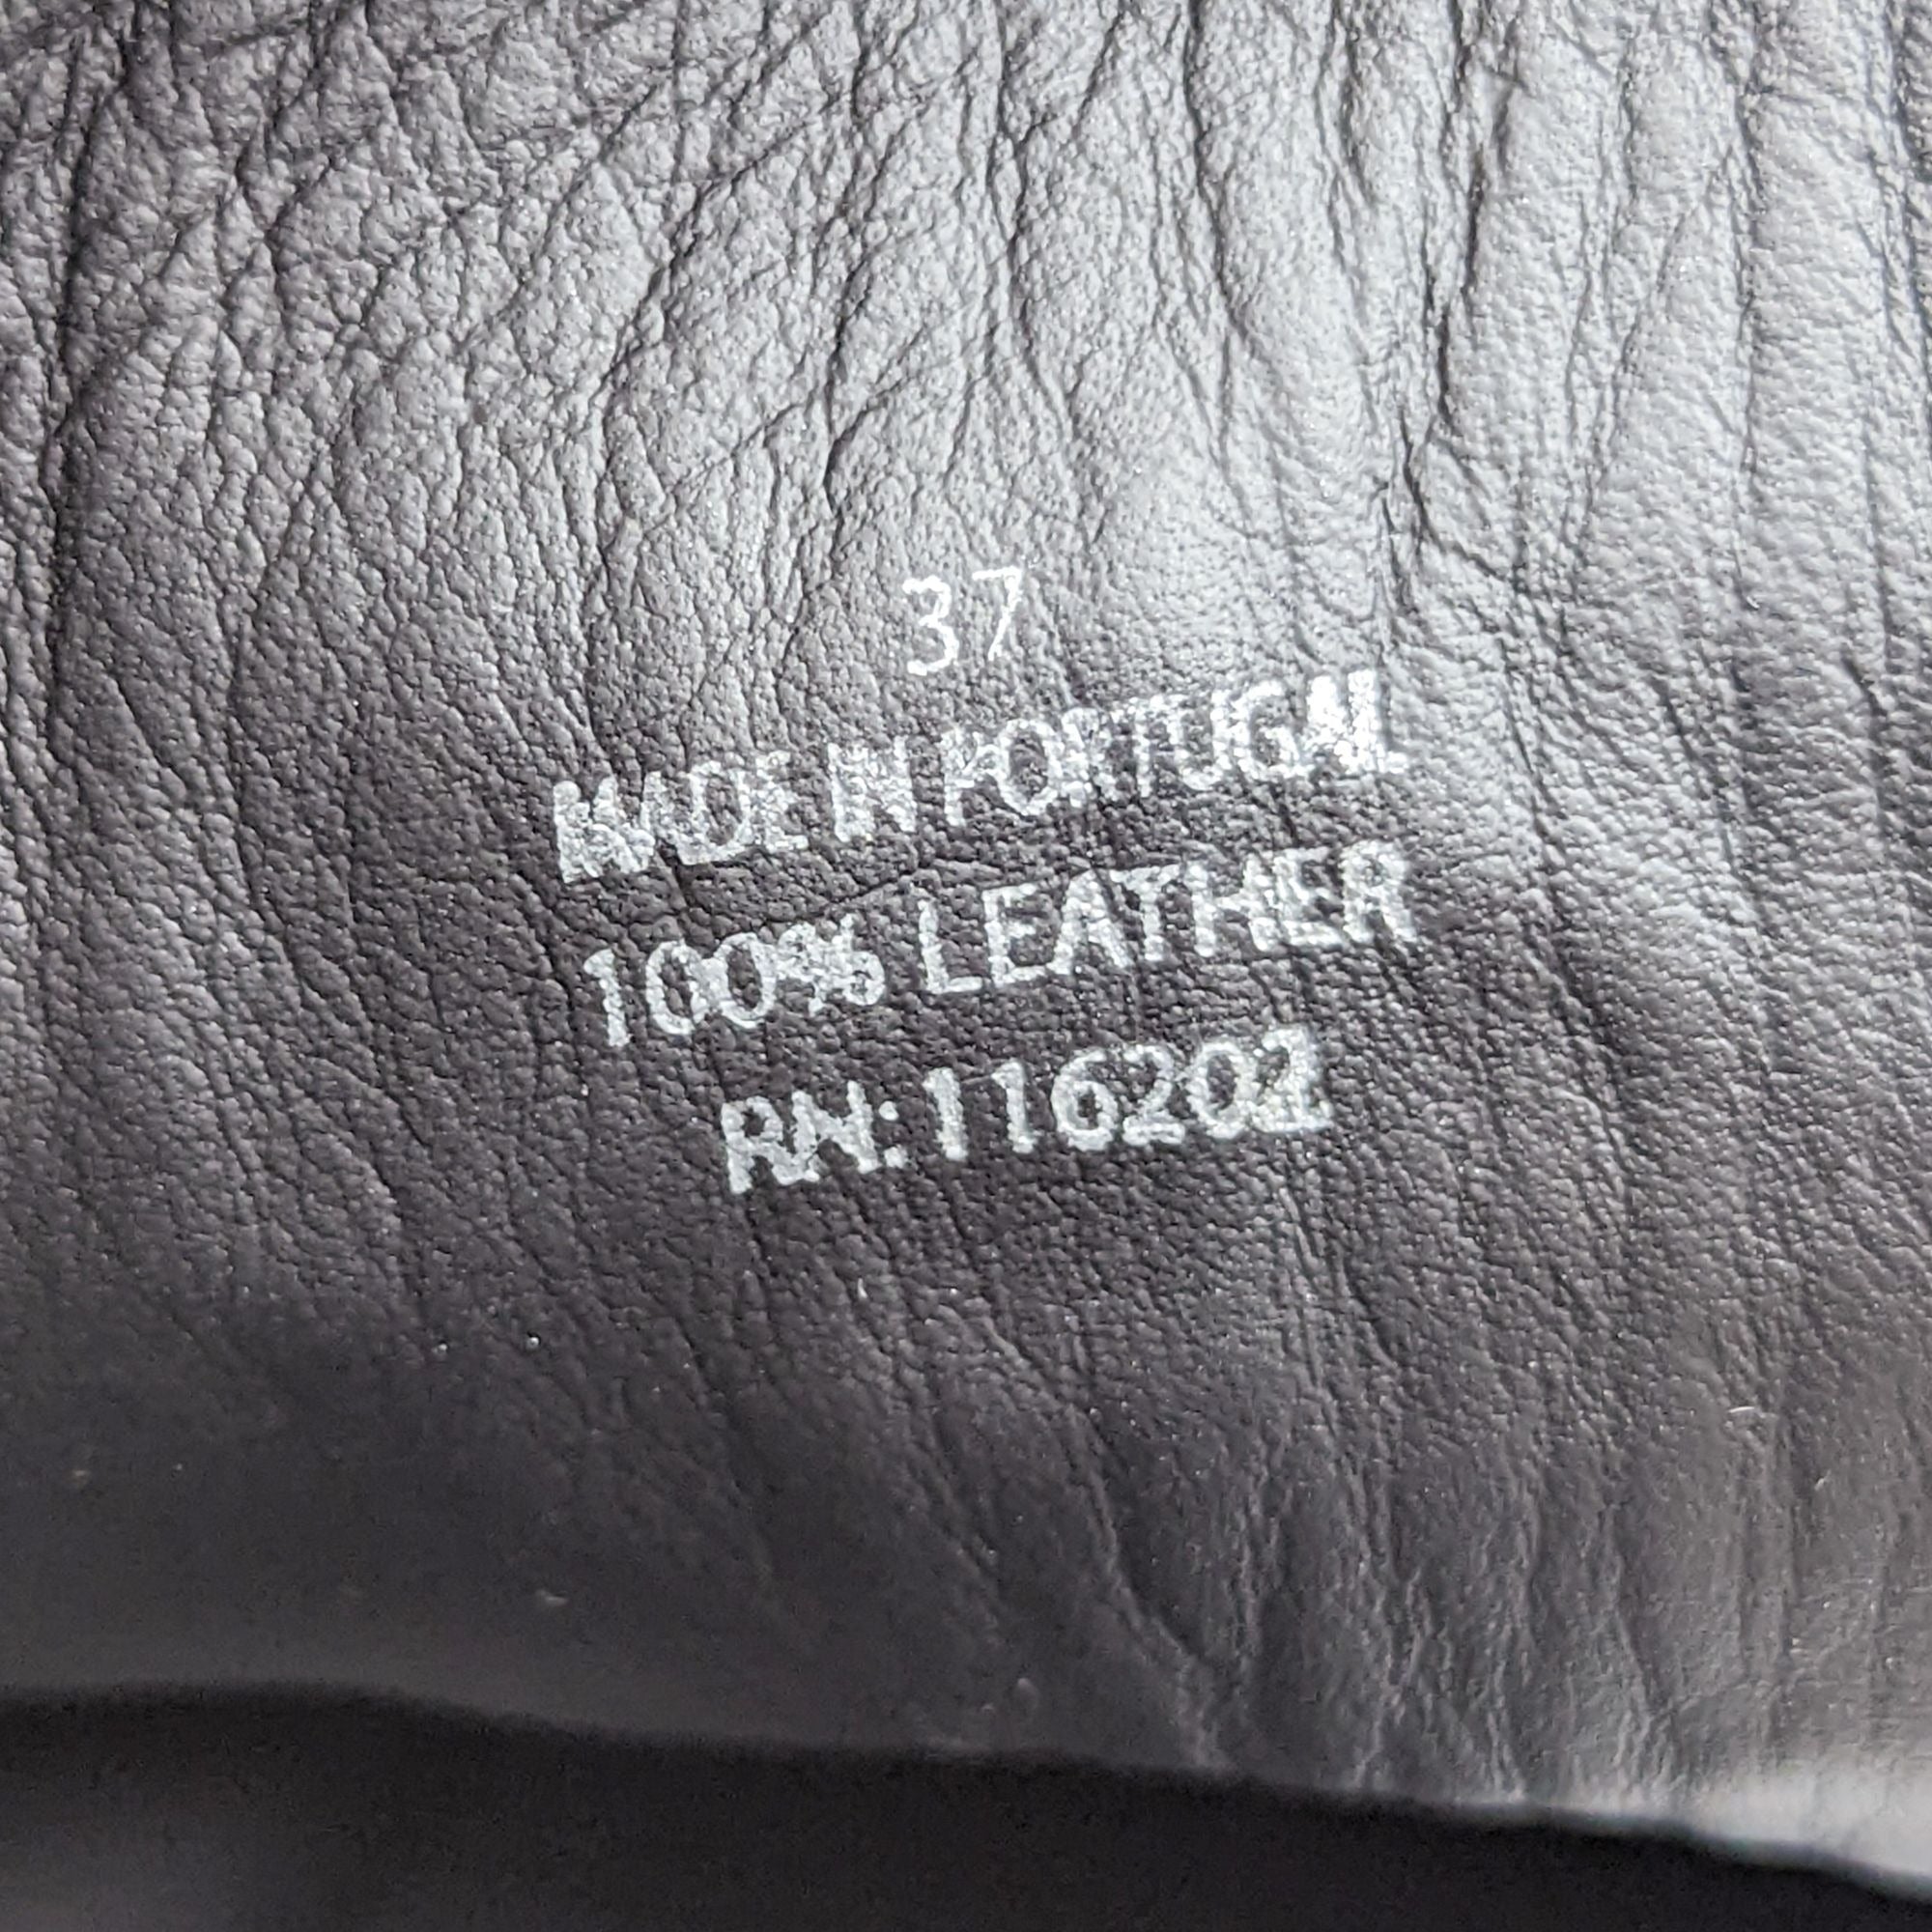 37
MADE IN PORTUGAL
100% LEATHER
RN:116202